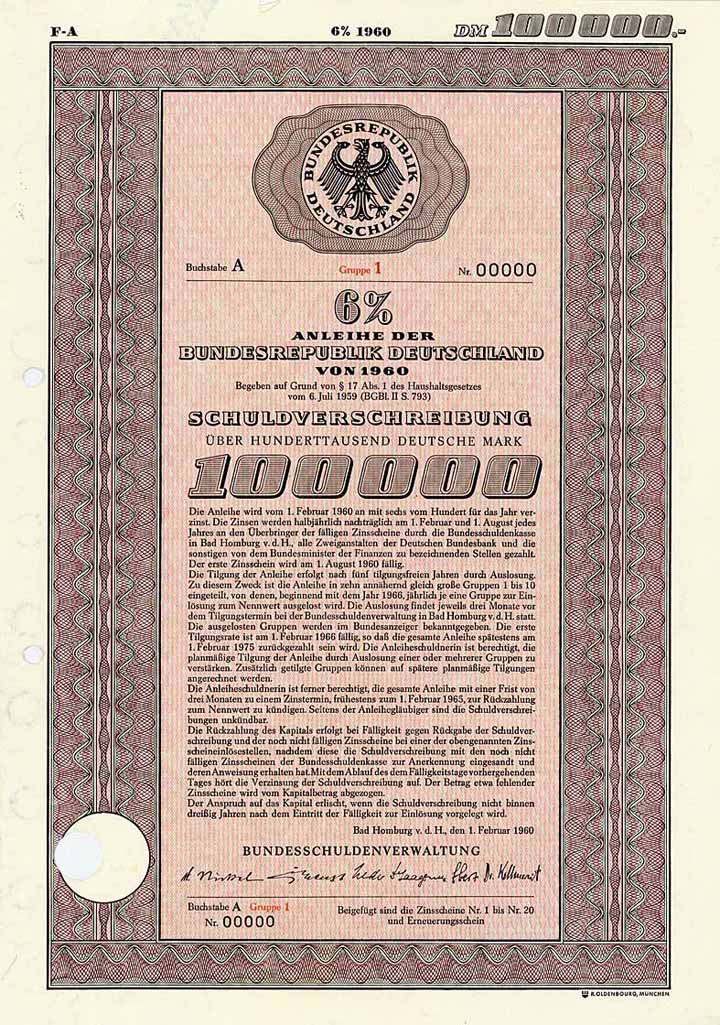 F-A 6% 1960 DM 100000.-
BUNDESREPUBLIK
DEUTSCHLAND
Buchstabe A Gruppe 1 Nr. 00000
6%
ANLEIHE DER
BUNDESREPUBLIK DEUTSCHLAND
VON 1960
Begeben auf Grund von § 17 Abs. 1 des Haushaltsgesetzes
vom 6. Juli 1959 (BGBl. II S. 793)
SCHULDVERSCHREIBUNG
ÜBER HUNDERTTAUSEND DEUTSCHE MARK
100000
Die Anleihe wird vom 1. Februar 1960 an mit sechs vom Hundert für das Jahr ver-
zinst. Die Zinsen werden halbjährlich nachträglich am 1. Februar und 1. August jedes
Jahres an den Überbringer der fälligen Zinsscheine durch die Bundesschuldenkasse
in Bad Homburg v. d. H., alle Zweiganstalten der Deutschen Bundesbank und die
sonstigen von dem Bundesminister der Finanzen zu bezeichnenden Stellen gezahlt.
Der erste Zinsschein wird am 1. August 1960 fällig.
Die Tilgung der Anleihe erfolgt nach fünf tilgungsfreien Jahren durch Auslosung.
Zu diesem Zweck ist die Anleihe in zehn annähernd gleich große Gruppen 1 bis 10
eingeteilt, von denen, beginnend mit dem Jahr 1966, jährlich je eine Gruppe zur Ein-
lösung zum Nennwert ausgelost wird. Die Auslosung findet jeweils drei Monate vor
dem Tilgungstermin bei der Bundesschuldenverwaltung in Bad Homburg v. d. H. statt.
Die ausgelosten Gruppen werden im Bundesanzeiger bekanntgegeben. Die erste
Tilgungsrate ist am 1. Februar 1966 fällig, so daß die gesamte Anleihe spätestens am
1. Februar 1975 zurückgezahlt sein wird. Die Anleiheschuldnerin ist berechtigt, die
planmäßige Tilgung der Anleihe durch Auslosung einer oder mehrerer Gruppen zu
verstärken. Zusätzlich getilgte Gruppen können auf spätere planmäßige Tilgungen
angerechnet werden.
Die Anleiheschuldnerin ist ferner berechtigt, die gesamte Anleihe mit einer Frist von
drei Monaten zu einem Zinstermin, frühestens zum 1. Februar 1965, zur Rückzahlung
zum Nennwert zu kündigen. Seitens der Anleihegläubiger sind die Schuldverschrei-
bungen unkündbar.
Die Rückzahlung des Kapitals erfolgt bei Fälligkeit gegen Rückgabe der Schuldver-
schreibung und der noch nicht fälligen Zinsscheine bei einer der obengenannten Zins-
scheineinlösestellen, nachdem diese die Schuldverschreibung mit den noch nicht
fälligen Zinsscheinen der Bundesschuldenkasse zur Anerkennung eingesandt und
deren Anweisung erhalten hat. Mit dem Ablauf des dem Fälligkeitstage vorhergehenden
Tages hört die Verzinsung der Schuldverschreibung auf. Der Betrag etwa fehlender
Zinsscheine wird vom Kapitalbetrag abgezogen.
Der Anspruch auf das Kapital erlischt, wenn die Schuldverschreibung nicht binnen
dreißig Jahren nach dem Eintritt der Fälligkeit zur Einlösung vorgelegt wird.
Bad Homburg v. d. H., den 1. Februar 1960
BUNDESSCHULDENVERWALTUNG
Buchstabe A Gruppe 1
Nr. 00000
Beigefügt sind die Zinsscheine Nr. 1 bis Nr. 20
und Erneuerungsschein
R. OLDENBOURG, MÜNCHEN